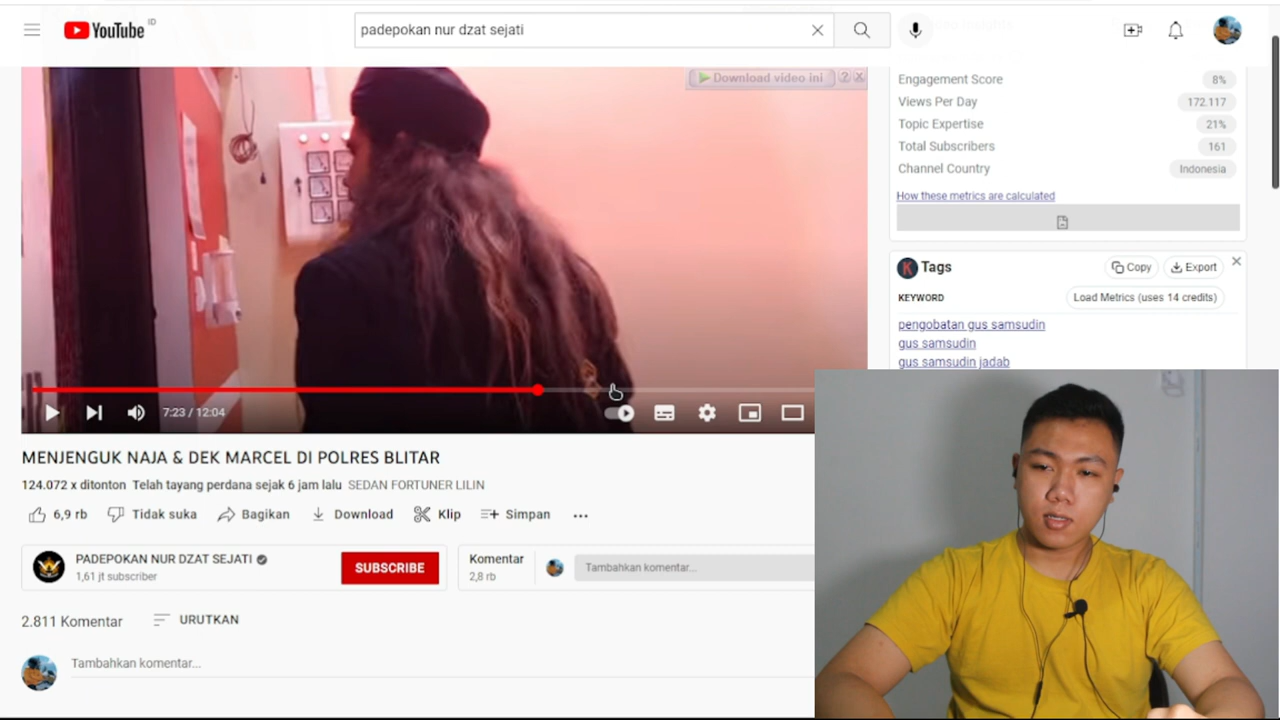 YouTube ID
padepokan nur dzat sejati
Download video ini ? X
7:23 / 12:04
MENJENGUK NAJA & DEK MARCEL DI POLRES BLITAR
124.072 x ditonton Telah tayang perdana sejak 6 jam lalu SEDAN FORTUNER LILIN
6,9 rb Tidak suka Bagikan Download Klip Simpan ...
PADEPOKAN NUR DZAT SEJATI
1,61 jt subscriber
SUBSCRIBE
Komentar
2,8 rb
Tambahkan komentar...
2.811 Komentar URUTKAN
Tambahkan komentar...
Engagement Score 8%
Views Per Day 172.117
Topic Expertise 21%
Total Subscribers 161
Channel Country Indonesia
How these metrics are calculated
K Tags Copy Export
KEYWORD Load Metrics (uses 14 credits)
pengobatan gus samsudin
gus samsudin
gus samsudin jadab